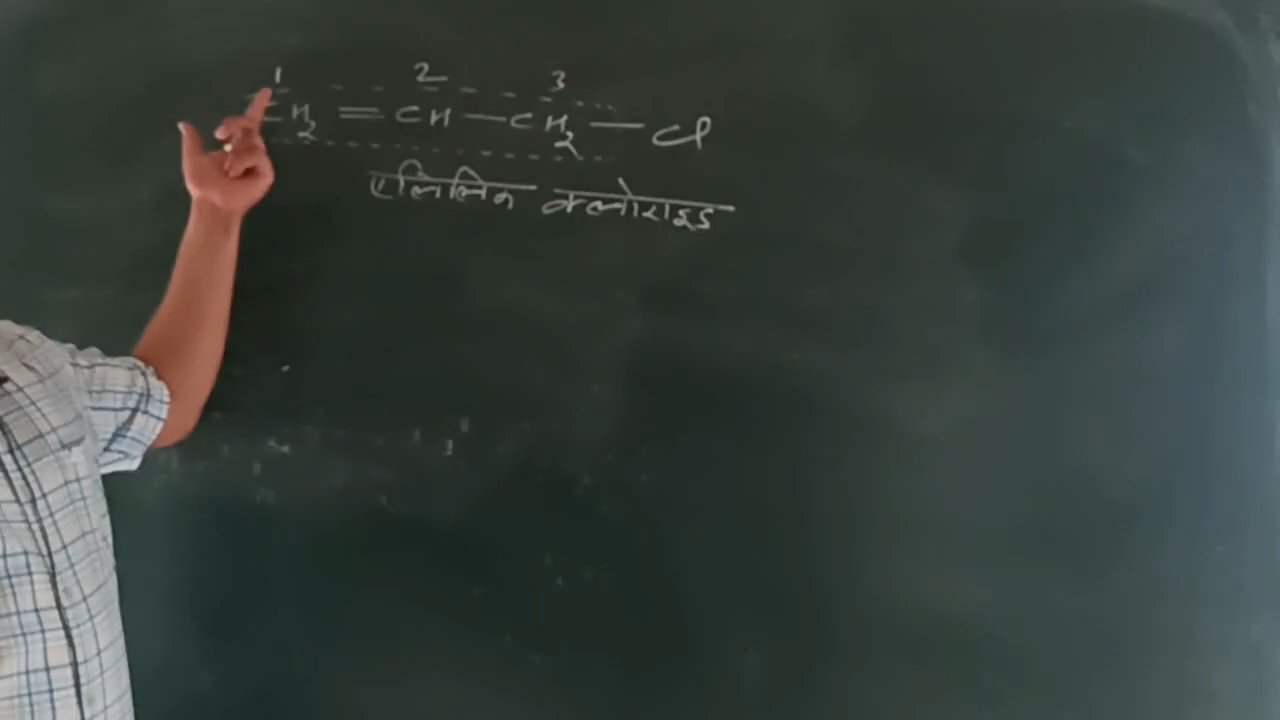 1 2 3
CH₂ = CH — CH₂ — Cl
एलिलिक क्लोराइड